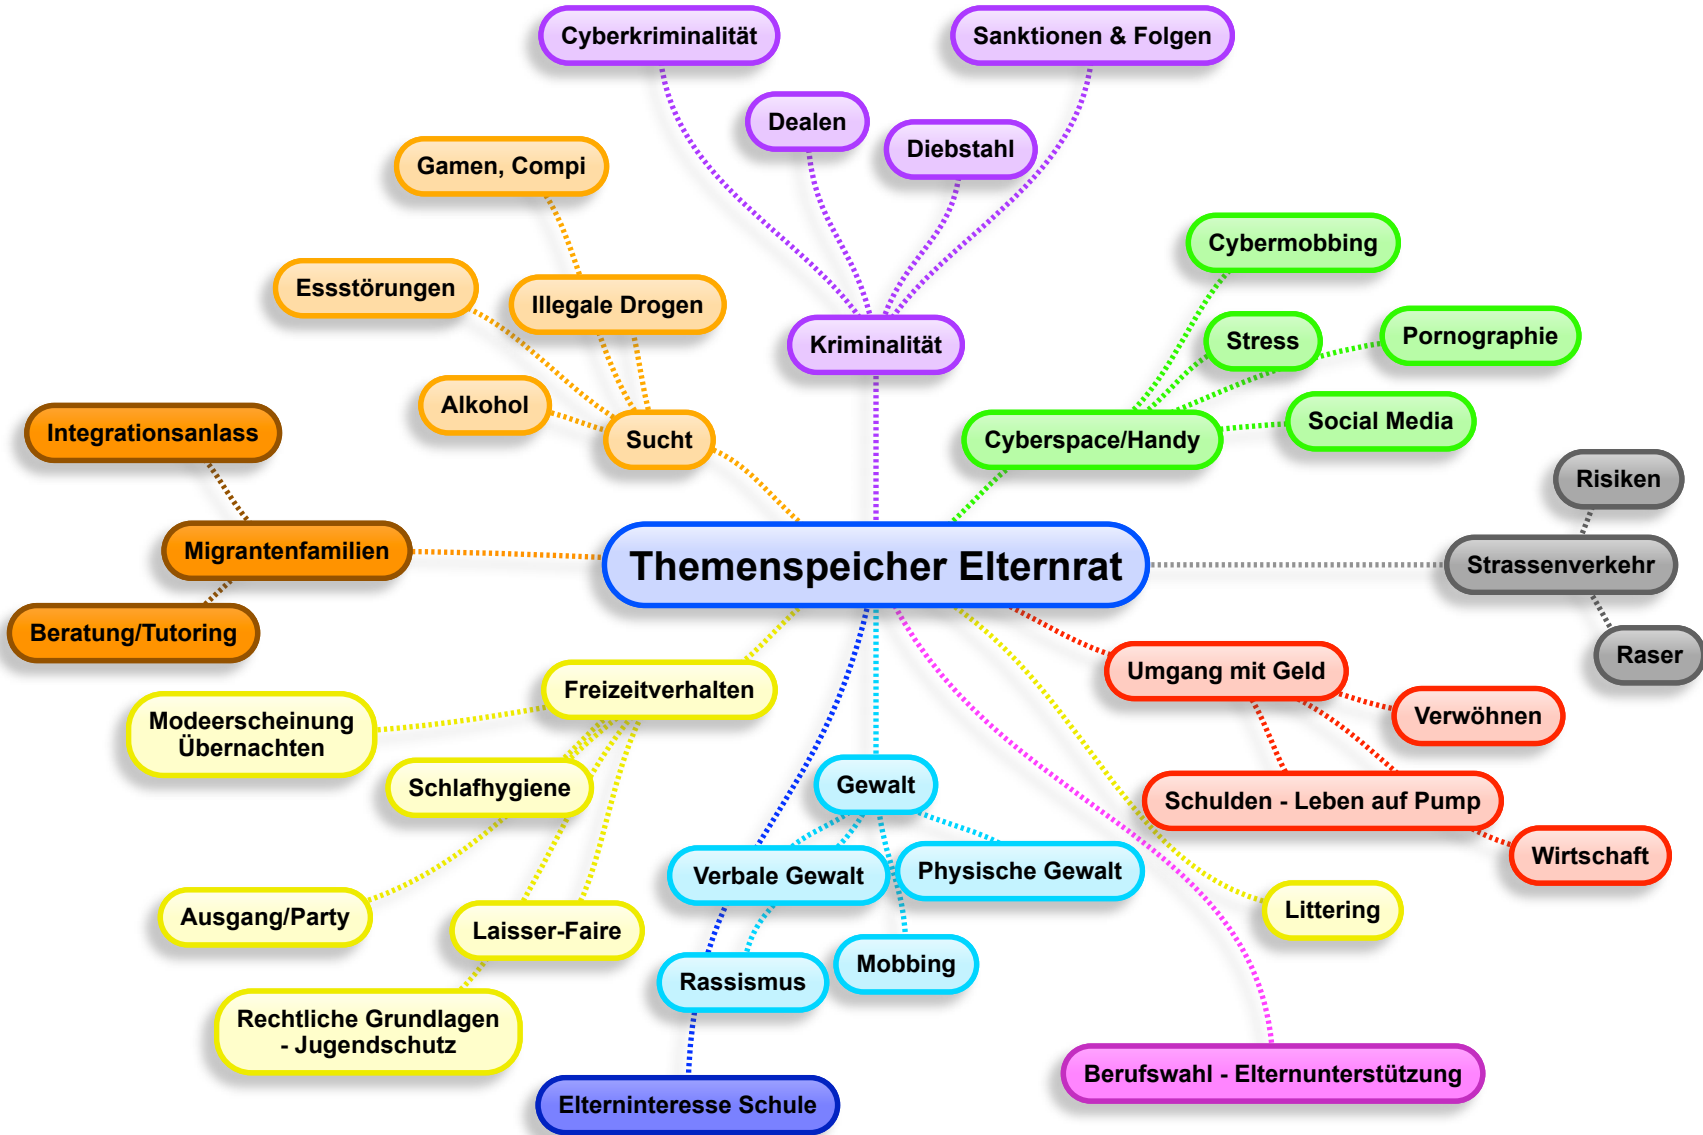 Cyberkriminalität
Sanktionen & Folgen
Dealen
Diebstahl
Gamen, Compi
Cybermobbing
Essstörungen
Illegale Drogen
Kriminalität
Stress
Pornographie
Alkohol
Sucht
Cyberspace/Handy
Social Media
Integrationsanlass
Risiken
Migrantenfamilien
Themenspeicher Elternrat
Strassenverkehr
Beratung/Tutoring
Raser
Freizeitverhalten
Umgang mit Geld
Modeerscheinung
Übernachten
Verwöhnen
Schlafhygiene
Gewalt
Schulden - Leben auf Pump
Verbale Gewalt
Physische Gewalt
Wirtschaft
Ausgang/Party
Laisser-Faire
Littering
Rassismus
Mobbing
Rechtliche Grundlagen
- Jugendschutz
Elterninteresse Schule
Berufswahl - Elternunterstützung